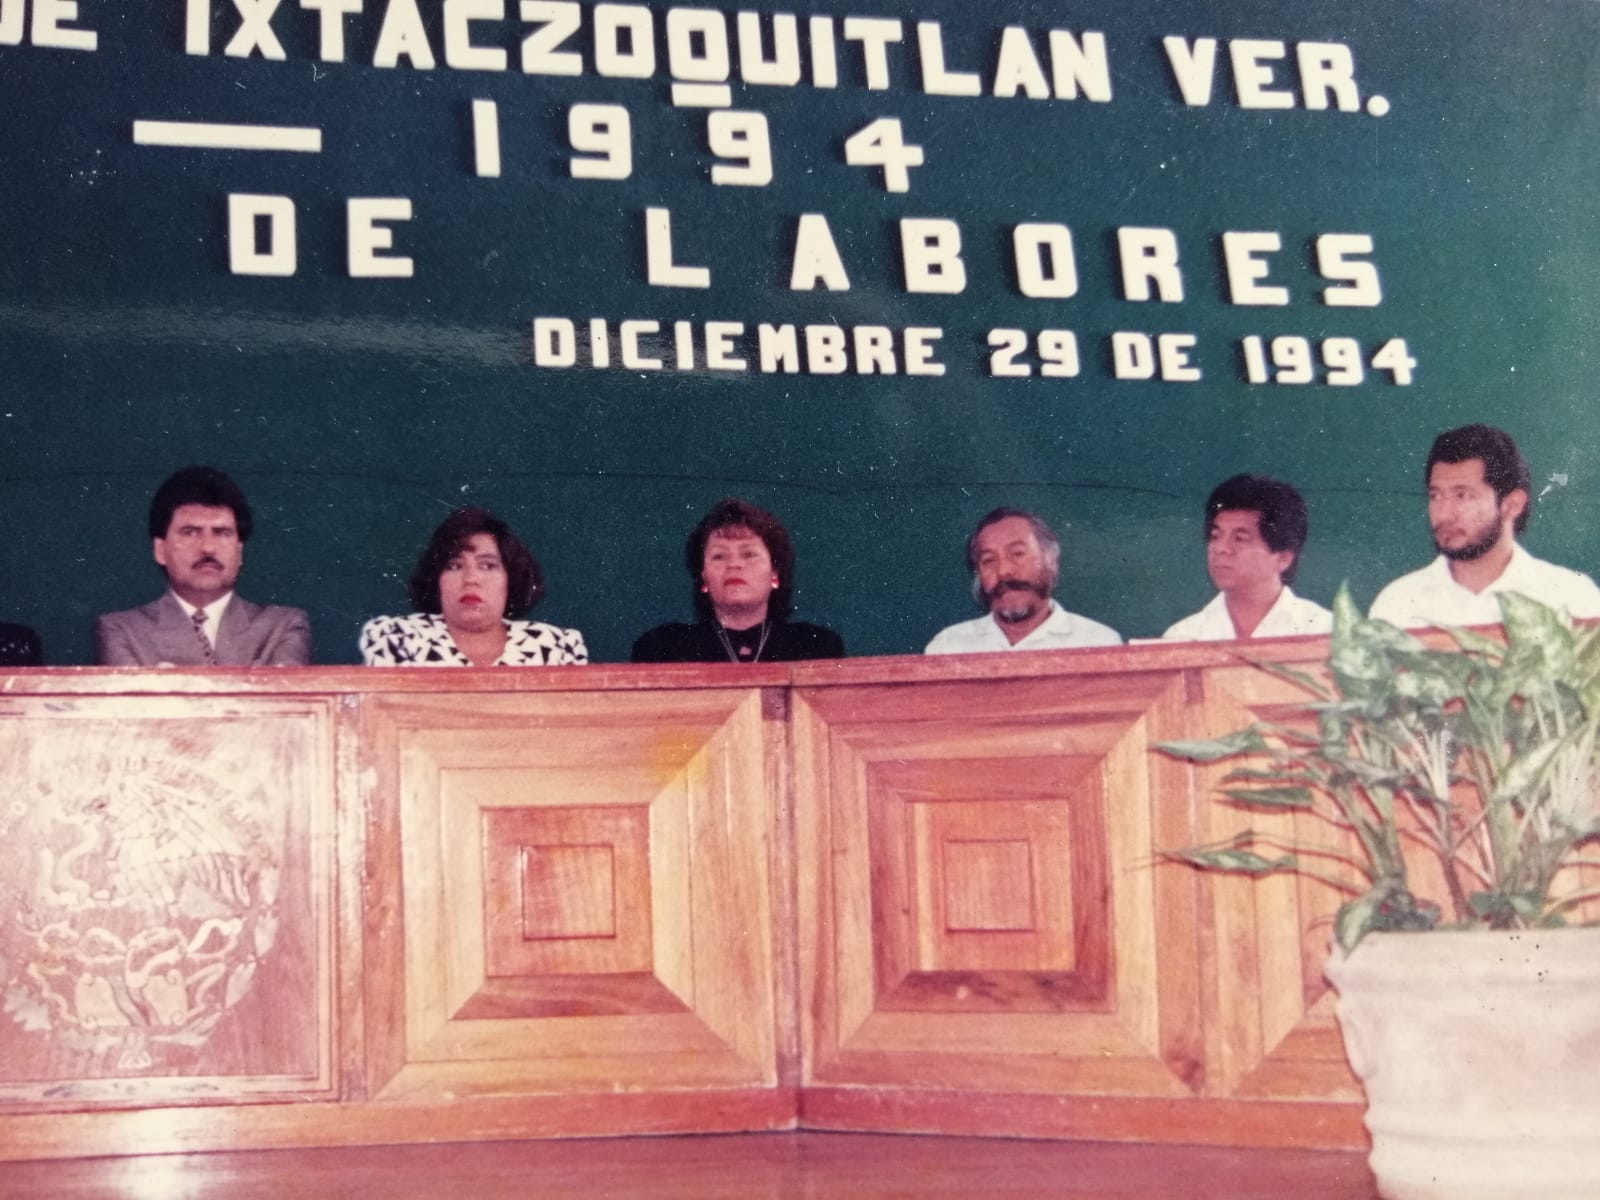 DE IXTACZOQUITLAN VER.
— 1994
DE LABORES
DICIEMBRE 29 DE 1994